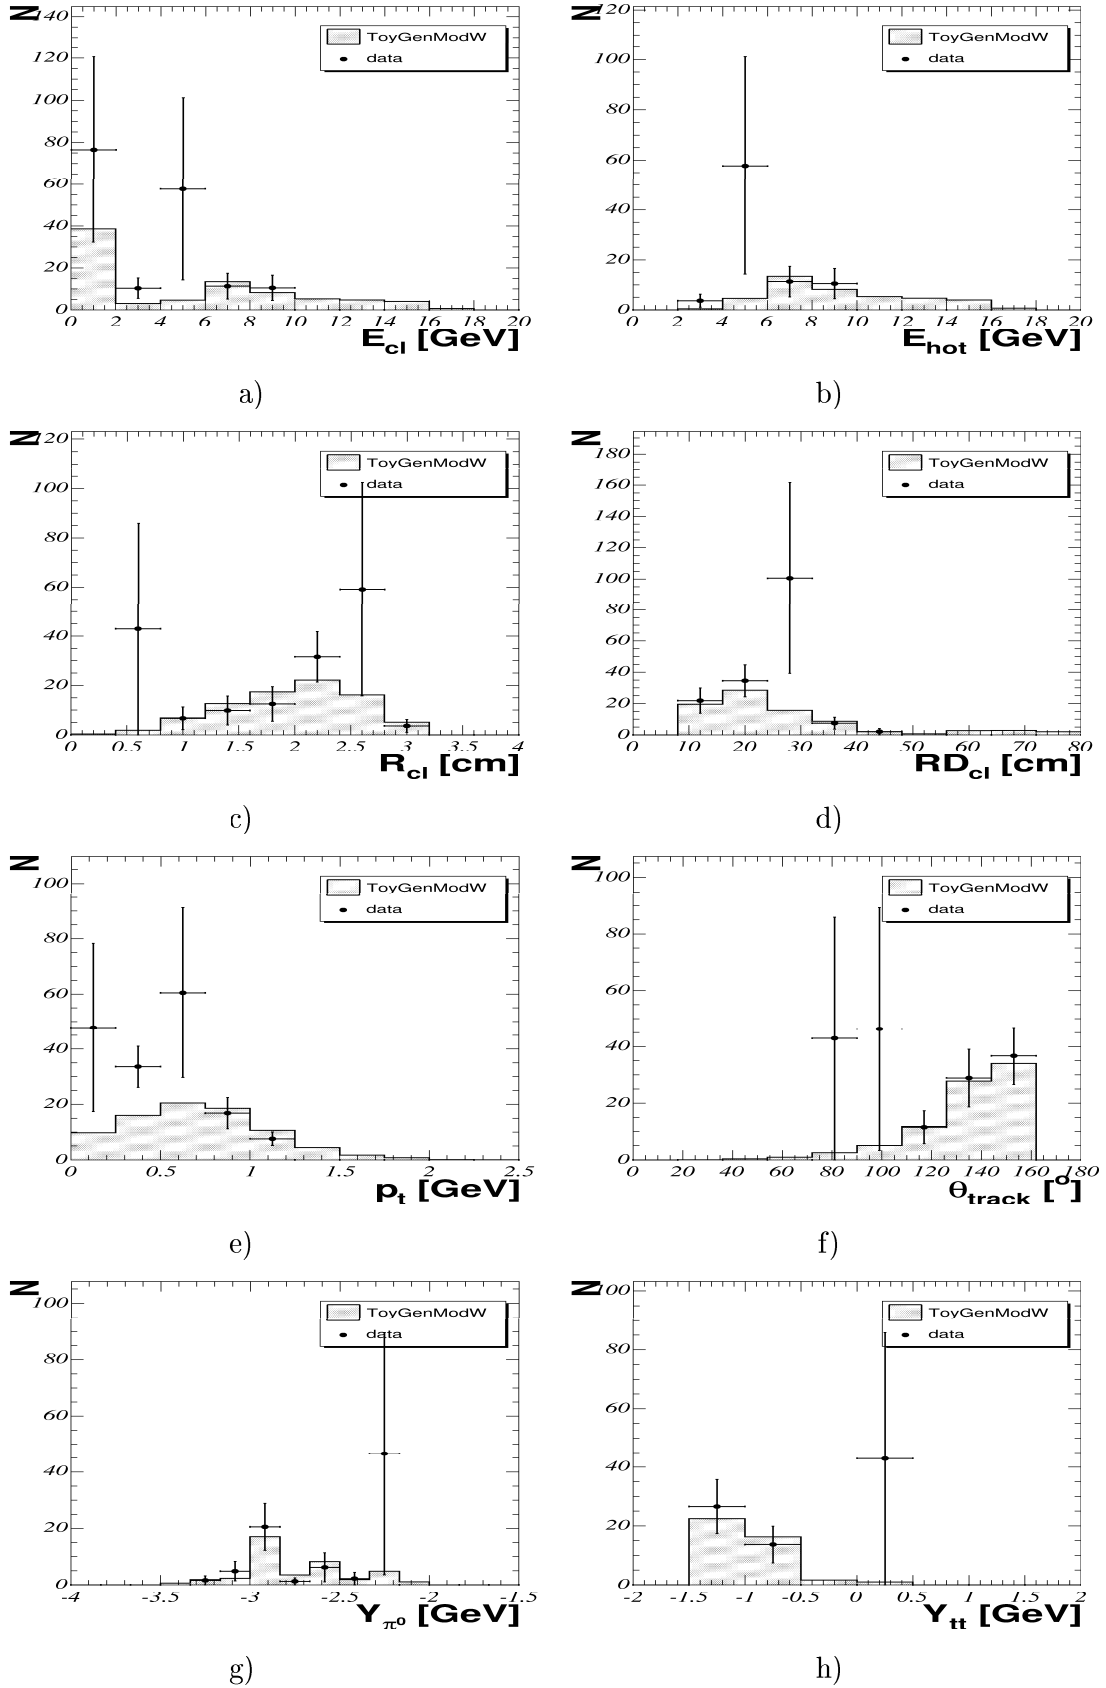 N
140
120
100
80
60
40
20
0
ToyGenModW
data
0 2 4 6 8 10 12 14 16 18 20
E_cl [GeV]
a)
N
120
100
80
60
40
20
0
ToyGenModW
data
0 2 4 6 8 10 12 14 16 18 20
E_hot [GeV]
b)
N
120
100
80
60
40
20
0
ToyGenModW
data
0 0.5 1 1.5 2 2.5 3 3.5 4
R_cl [cm]
c)
N
180
160
140
120
100
80
60
40
20
0
ToyGenModW
data
0 10 20 30 40 50 60 70 80
RD_cl [cm]
d)
N
100
80
60
40
20
0
ToyGenModW
data
0 0.5 1 1.5 2 2.5
p_t [GeV]
e)
N
100
80
60
40
20
0
ToyGenModW
data
0 20 40 60 80 100 120 140 160 180
Θ_track [°]
f)
N
100
80
60
40
20
0
ToyGenModW
data
-4 -3.5 -3 -2.5 -2 -1.5
Y_π⁰ [GeV]
g)
N
100
80
60
40
20
0
ToyGenModW
data
-2 -1.5 -1 -0.5 0 0.5 1 1.5 2
Y_tt [GeV]
h)